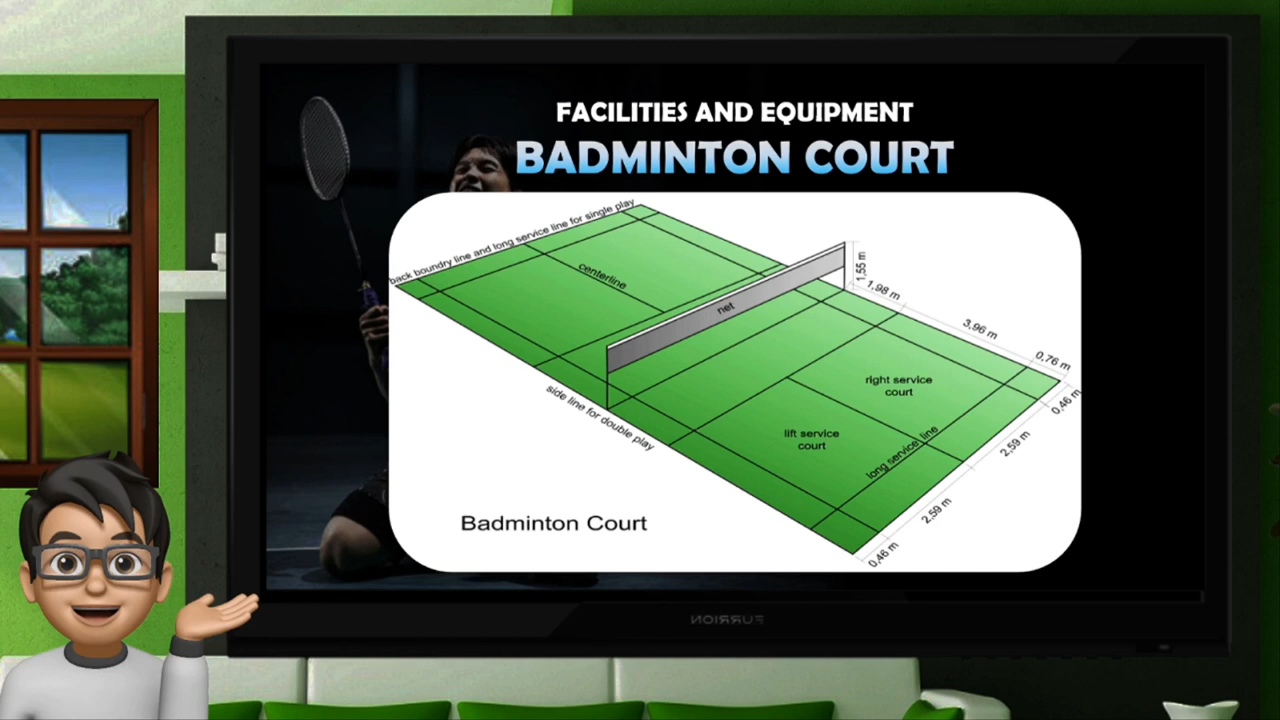 FACILITIES AND EQUIPMENT
BADMINTON COURT
back boundry line and long service line for single play
centerline
net
1,55 m
1,98 m
3,96 m
0,76 m
right service
court
lift service
court
long service line
side line for double play
0,46 m
2,59 m
2,59 m
0,46 m
Badminton Court